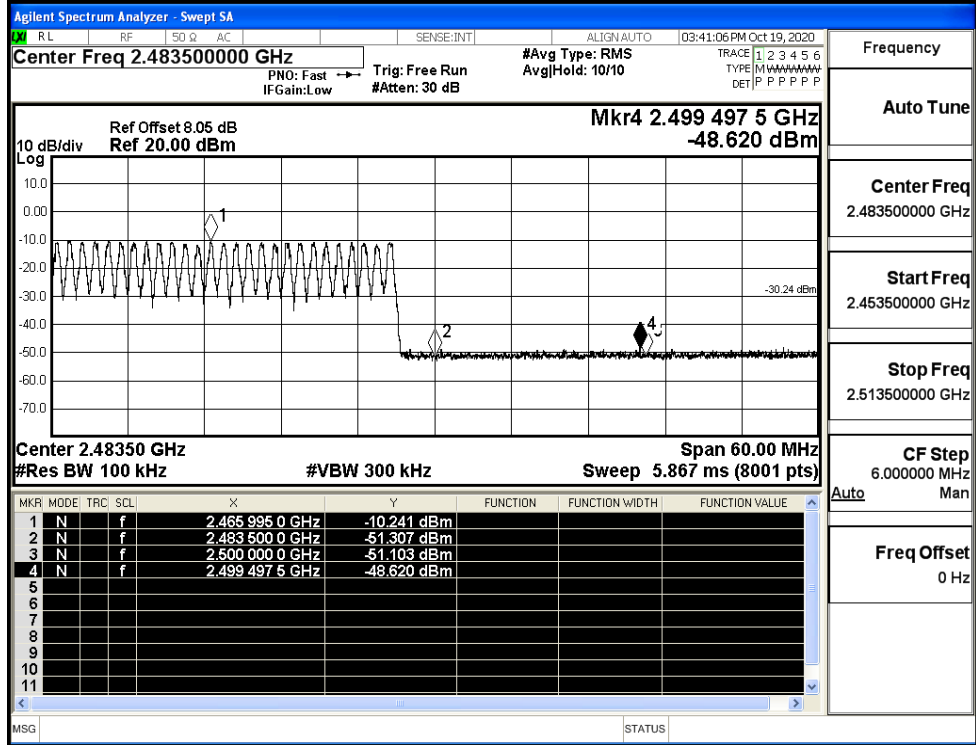 Agilent Spectrum Analyzer - Swept SA
LXI RL RF 50 Ω AC SENSE:INT ALIGN AUTO 03:41:06 PM Oct 19, 2020
Center Freq 2.483500000 GHz
PNO: Fast
IFGain:Low
Trig: Free Run
#Atten: 30 dB
#Avg Type: RMS
Avg|Hold: 10/10
TRACE 1 2 3 4 5 6
TYPE M WWWWW
DET P P P P P P
Ref Offset 8.05 dB
10 dB/div Ref 20.00 dBm
Log
Mkr4 2.499 497 5 GHz
-48.620 dBm
10.0
0.00
-10.0
-20.0
-30.0
-40.0
-50.0
-60.0
-70.0
1
2
4
-30.24 dBm
Center 2.48350 GHz Span 60.00 MHz
#Res BW 100 kHz #VBW 300 kHz Sweep 5.867 ms (8001 pts)
MKR MODE TRC SCL X Y FUNCTION FUNCTION WIDTH FUNCTION VALUE
1 N f 2.465 995 0 GHz -10.241 dBm
2 N f 2.483 500 0 GHz -51.307 dBm
3 N f 2.500 000 0 GHz -51.103 dBm
4 N f 2.499 497 5 GHz -48.620 dBm
5
6
7
8
9
10
11
MSG STATUS
Frequency
Auto Tune
Center Freq
2.483500000 GHz
Start Freq
2.453500000 GHz
Stop Freq
2.513500000 GHz
CF Step
6.000000 MHz
Auto Man
Freq Offset
0 Hz